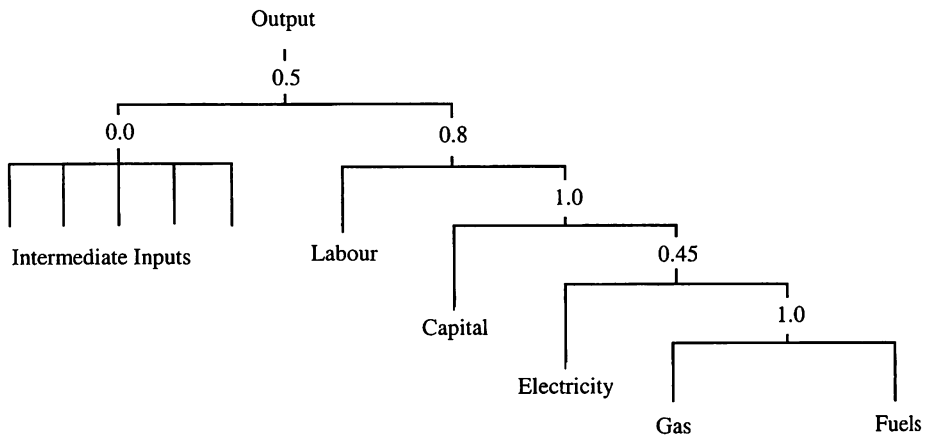 Output
0.5
0.0
0.8
1.0
Intermediate Inputs
Labour
0.45
Capital
1.0
Electricity
Gas
Fuels